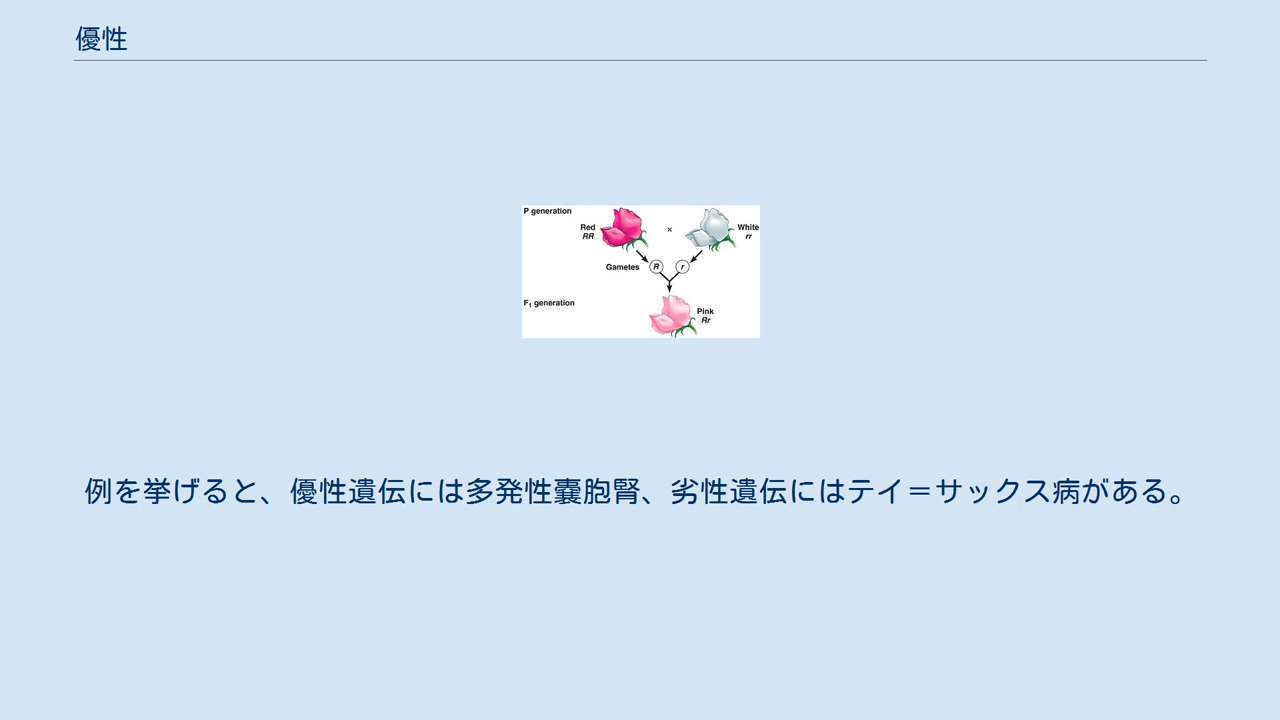 優性
P generation
Red
RR
×
White
rr
Gametes
R
r
F1 generation
Pink
Rr
例を挙げると、優性遺伝には多発性嚢胞腎、劣性遺伝にはテイ＝サックス病がある。